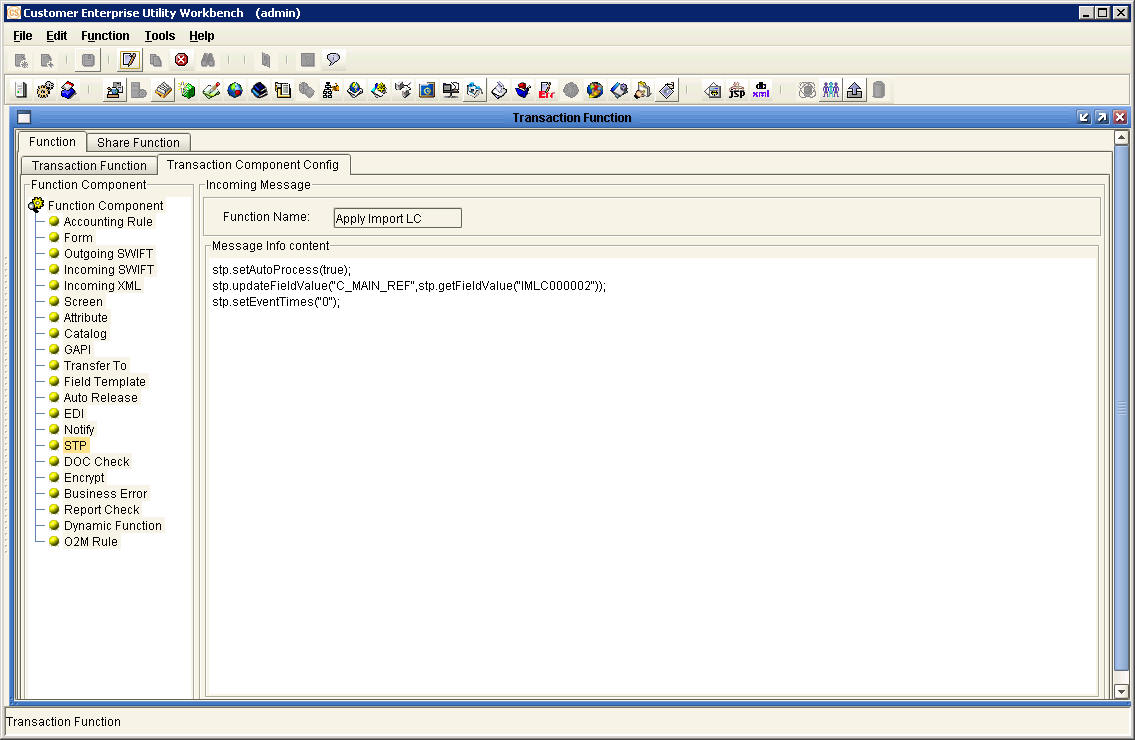 Customer Enterprise Utility Workbench (admin)
File Edit Function Tools Help
Err
JSP
db
xml
Transaction Function
Function Share Function
Transaction Function Transaction Component Config
Function Component
Function Component
Accounting Rule
Form
Outgoing SWIFT
Incoming SWIFT
Incoming XML
Screen
Attribute
Catalog
GAPI
Transfer To
Field Template
Auto Release
EDI
Notify
STP
DOC Check
Encrypt
Business Error
Report Check
Dynamic Function
O2M Rule
Incoming Message
Function Name: Apply Import LC
Message Info content
stp.setAutoProcess(true);
stp.updateFieldValue("C_MAIN_REF",stp.getFieldValue("IMLC000002"));
stp.setEventTimes("0");
Transaction Function